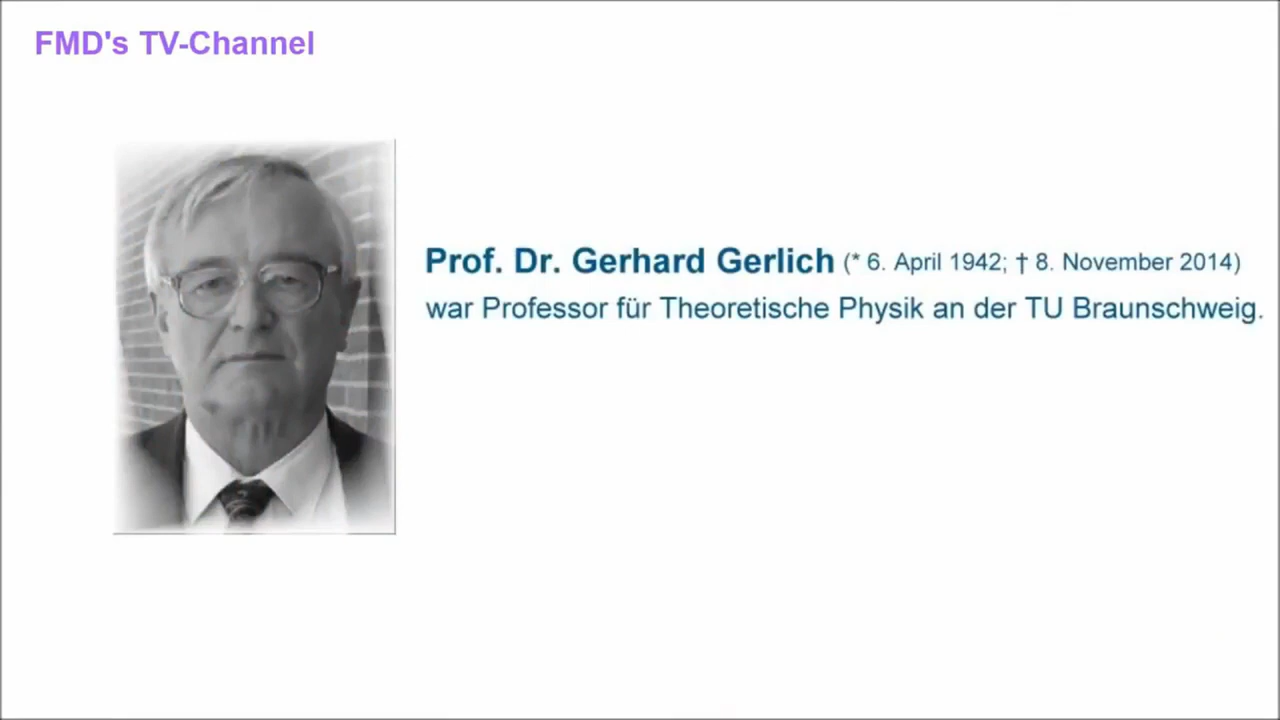 FMD's TV-Channel
Prof. Dr. Gerhard Gerlich (* 6. April 1942; † 8. November 2014)
war Professor für Theoretische Physik an der TU Braunschweig.